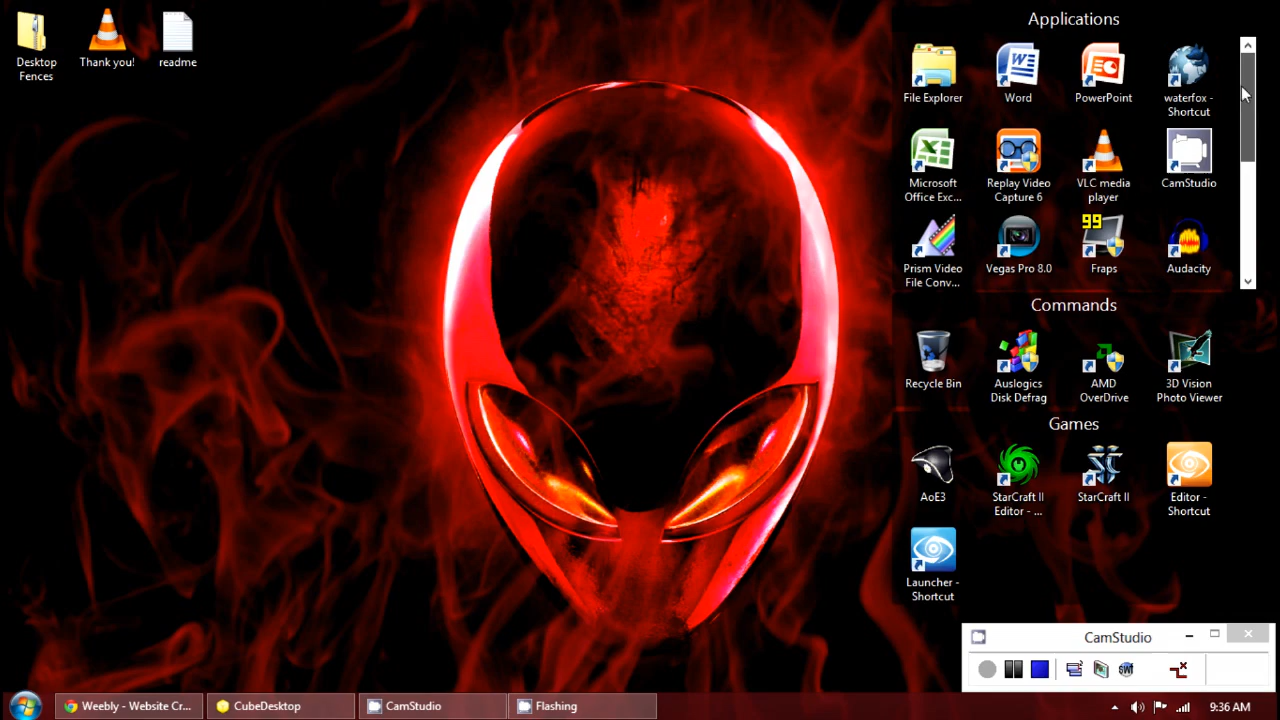 Desktop
Fences
Thank you!
readme
Applications
File Explorer
Word
PowerPoint
waterfox -
Shortcut
Microsoft
Office Exc...
Replay Video
Capture 6
VLC media
player
CamStudio
99
Prism Video
File Conv...
Vegas Pro 8.0
Fraps
Audacity
Commands
Recycle Bin
Auslogics
Disk Defrag
AMD
OverDrive
3D Vision
Photo Viewer
Games
AoE3
StarCraft II
Editor - ...
StarCraft II
Editor -
Shortcut
Launcher -
Shortcut
CamStudio
SWF
Weebly - Website Cr...
CubeDesktop
CamStudio
Flashing
9:36 AM